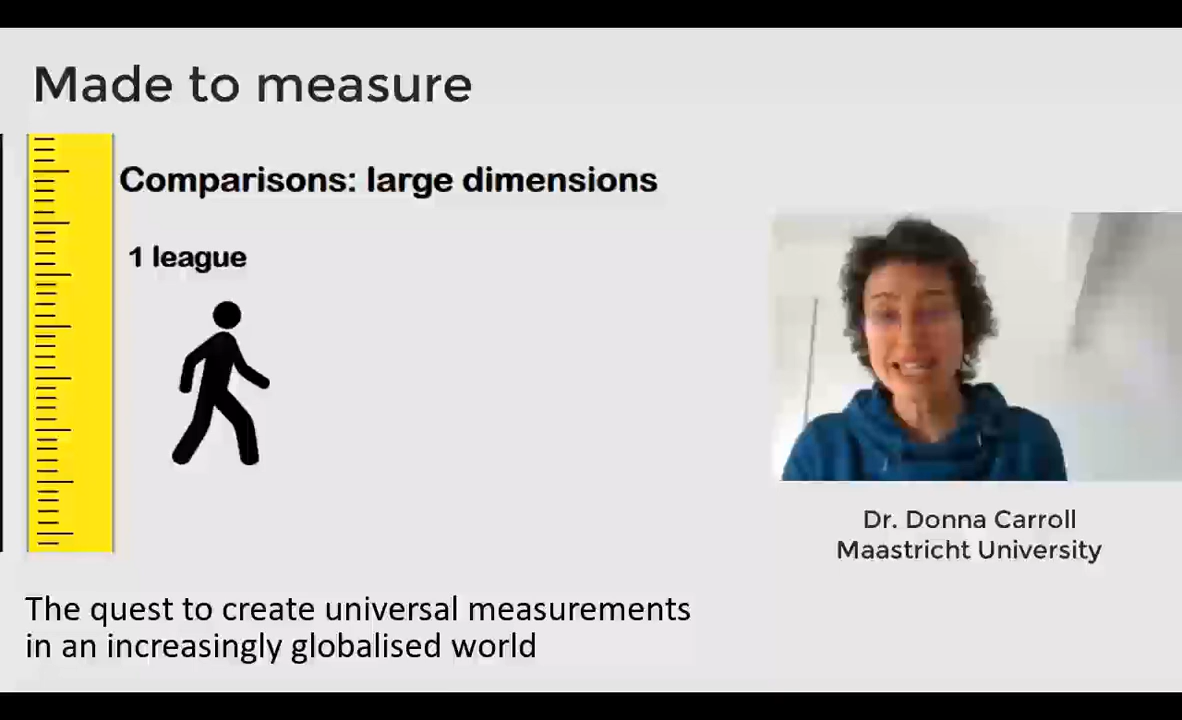 Made to measure
Comparisons: large dimensions
1 league
Dr. Donna Carroll
Maastricht University
The quest to create universal measurements
in an increasingly globalised world